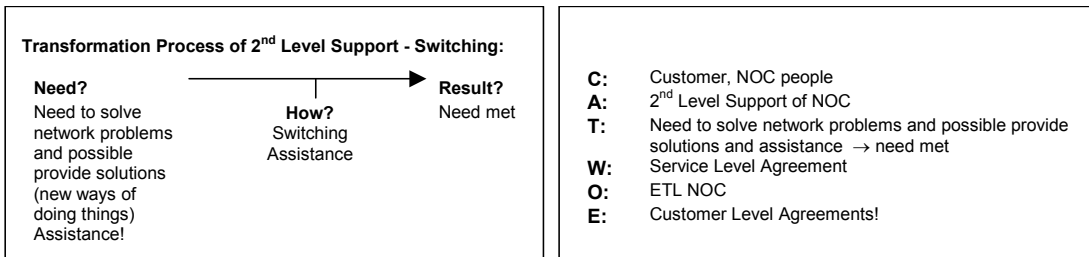 Transformation Process of 2nd Level Support - Switching:
Need?
Need to solve
network problems
and possible
provide solutions
(new ways of
doing things)
Assistance!
How?
Switching
Assistance
Result?
Need met
C: Customer, NOC people
A: 2nd Level Support of NOC
T: Need to solve network problems and possible provide
solutions and assistance → need met
W: Service Level Agreement
O: ETL NOC
E: Customer Level Agreements!